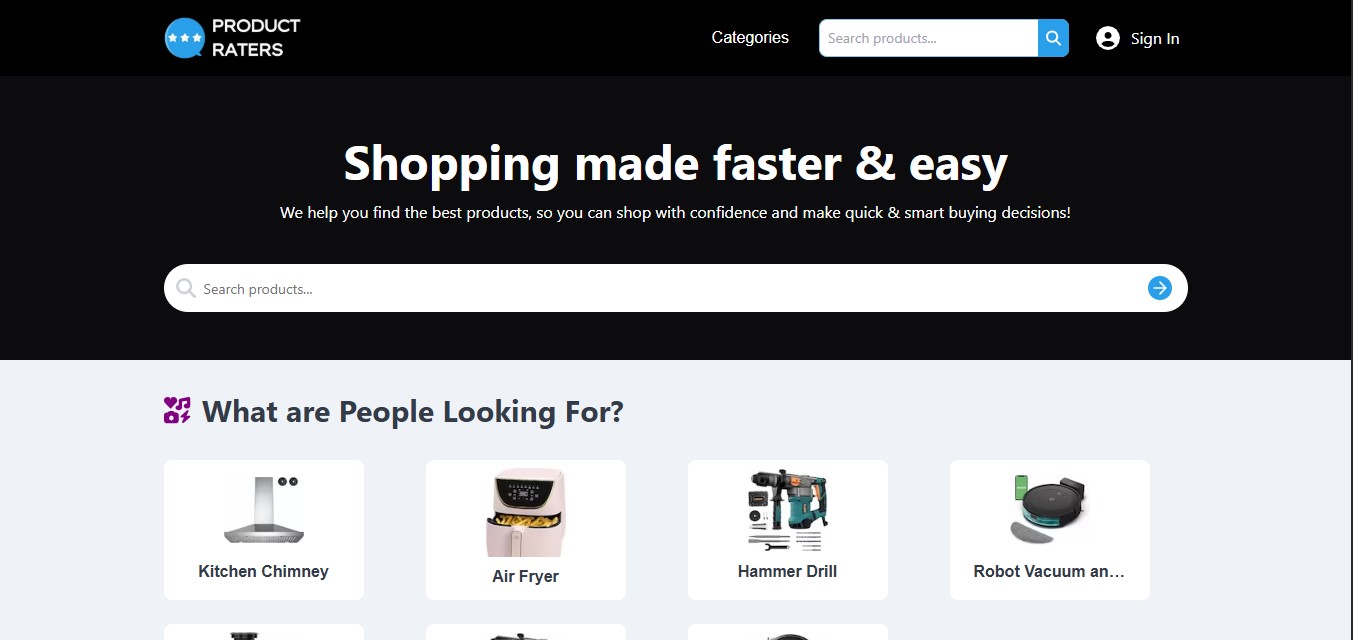 PRODUCT
RATERS
Categories
Search products...
Sign In
Shopping made faster & easy
We help you find the best products, so you can shop with confidence and make quick & smart buying decisions!
Search products...
What are People Looking For?
Kitchen Chimney
Air Fryer
Hammer Drill
Robot Vacuum an...